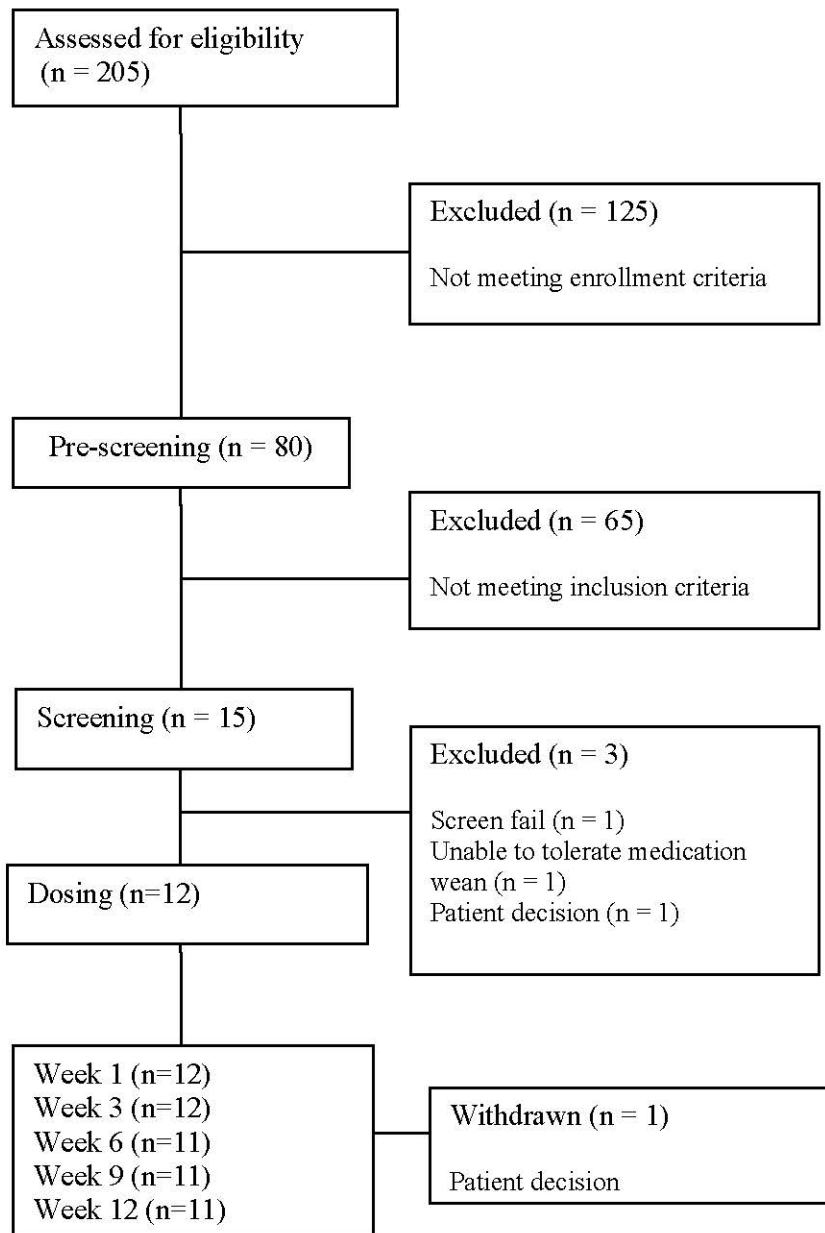 Assessed for eligibility
(n = 205)
Excluded (n = 125)
Not meeting enrollment criteria
Pre-screening (n = 80)
Excluded (n = 65)
Not meeting inclusion criteria
Screening (n = 15)
Excluded (n = 3)
Screen fail (n = 1)
Unable to tolerate medication
wean (n = 1)
Patient decision (n = 1)
Dosing (n=12)
Week 1 (n=12)
Week 3 (n=12)
Week 6 (n=11)
Week 9 (n=11)
Week 12 (n=11)
Withdrawn (n = 1)
Patient decision